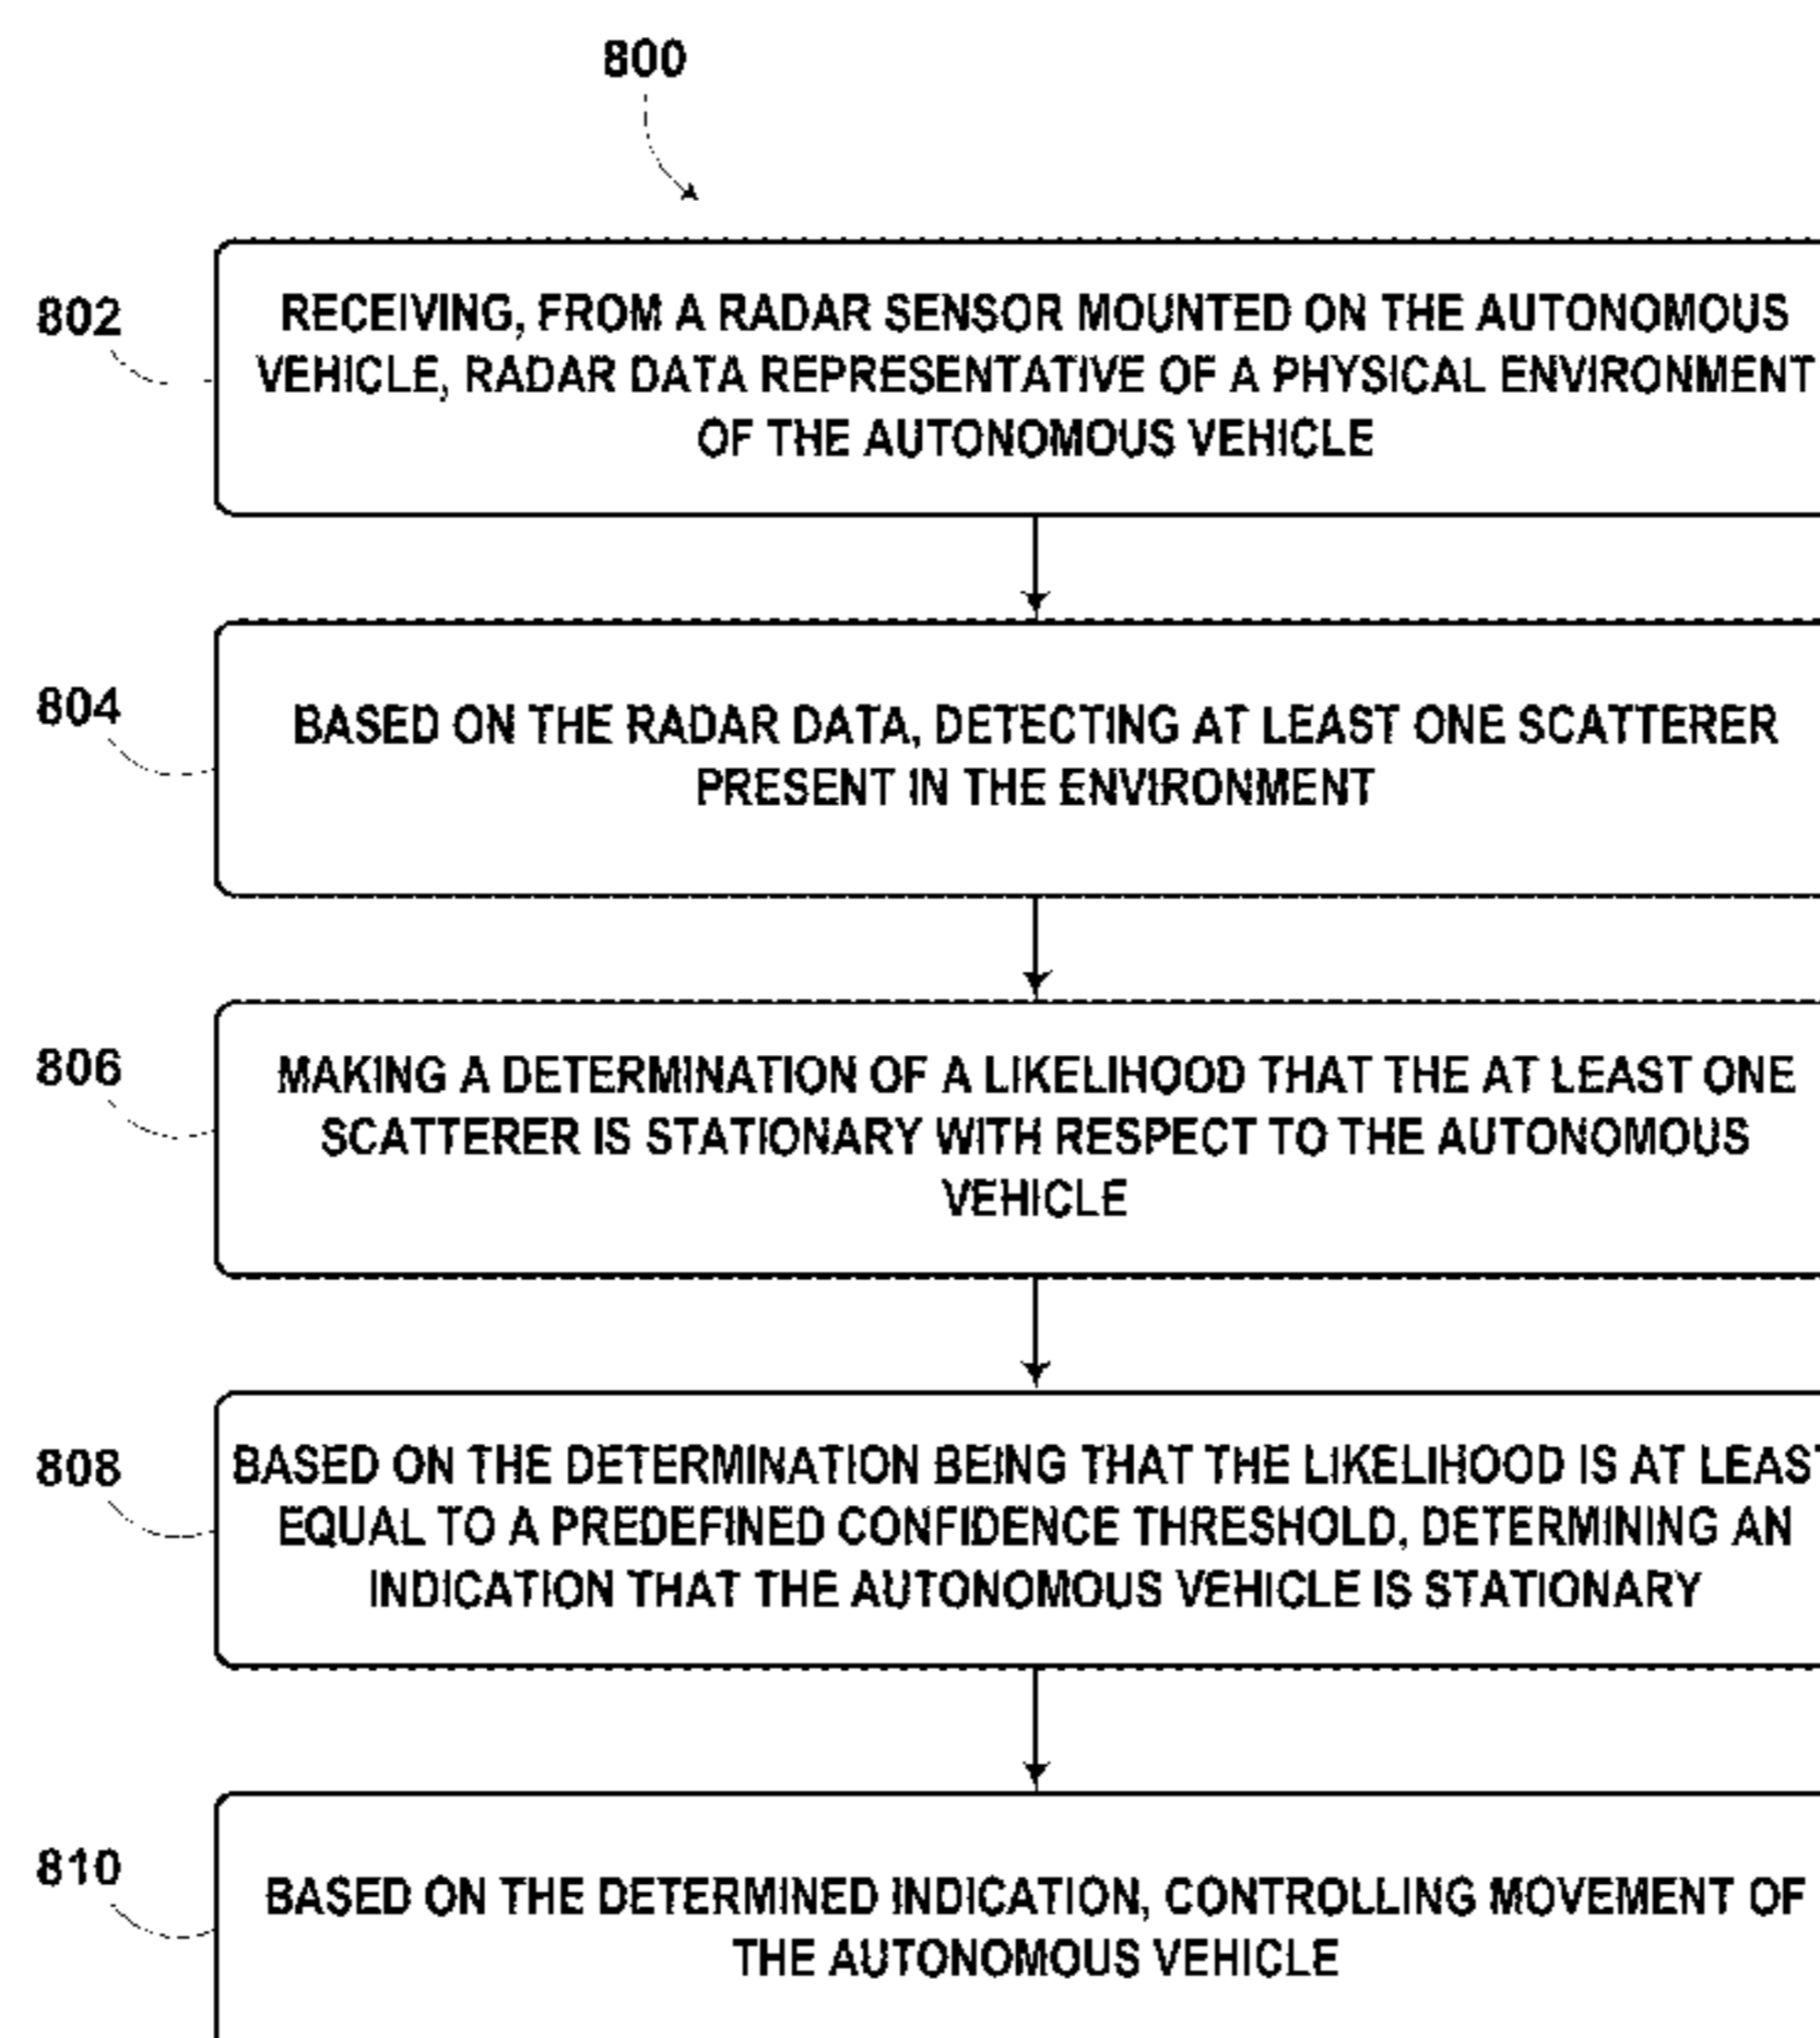 800
802
RECEIVING, FROM A RADAR SENSOR MOUNTED ON THE AUTONOMOUS
VEHICLE, RADAR DATA REPRESENTATIVE OF A PHYSICAL ENVIRONMENT
OF THE AUTONOMOUS VEHICLE
804
BASED ON THE RADAR DATA, DETECTING AT LEAST ONE SCATTERER
PRESENT IN THE ENVIRONMENT
806
MAKING A DETERMINATION OF A LIKELIHOOD THAT THE AT LEAST ONE
SCATTERER IS STATIONARY WITH RESPECT TO THE AUTONOMOUS
VEHICLE
808
BASED ON THE DETERMINATION BEING THAT THE LIKELIHOOD IS AT LEAST
EQUAL TO A PREDEFINED CONFIDENCE THRESHOLD, DETERMINING AN
INDICATION THAT THE AUTONOMOUS VEHICLE IS STATIONARY
810
BASED ON THE DETERMINED INDICATION, CONTROLLING MOVEMENT OF
THE AUTONOMOUS VEHICLE